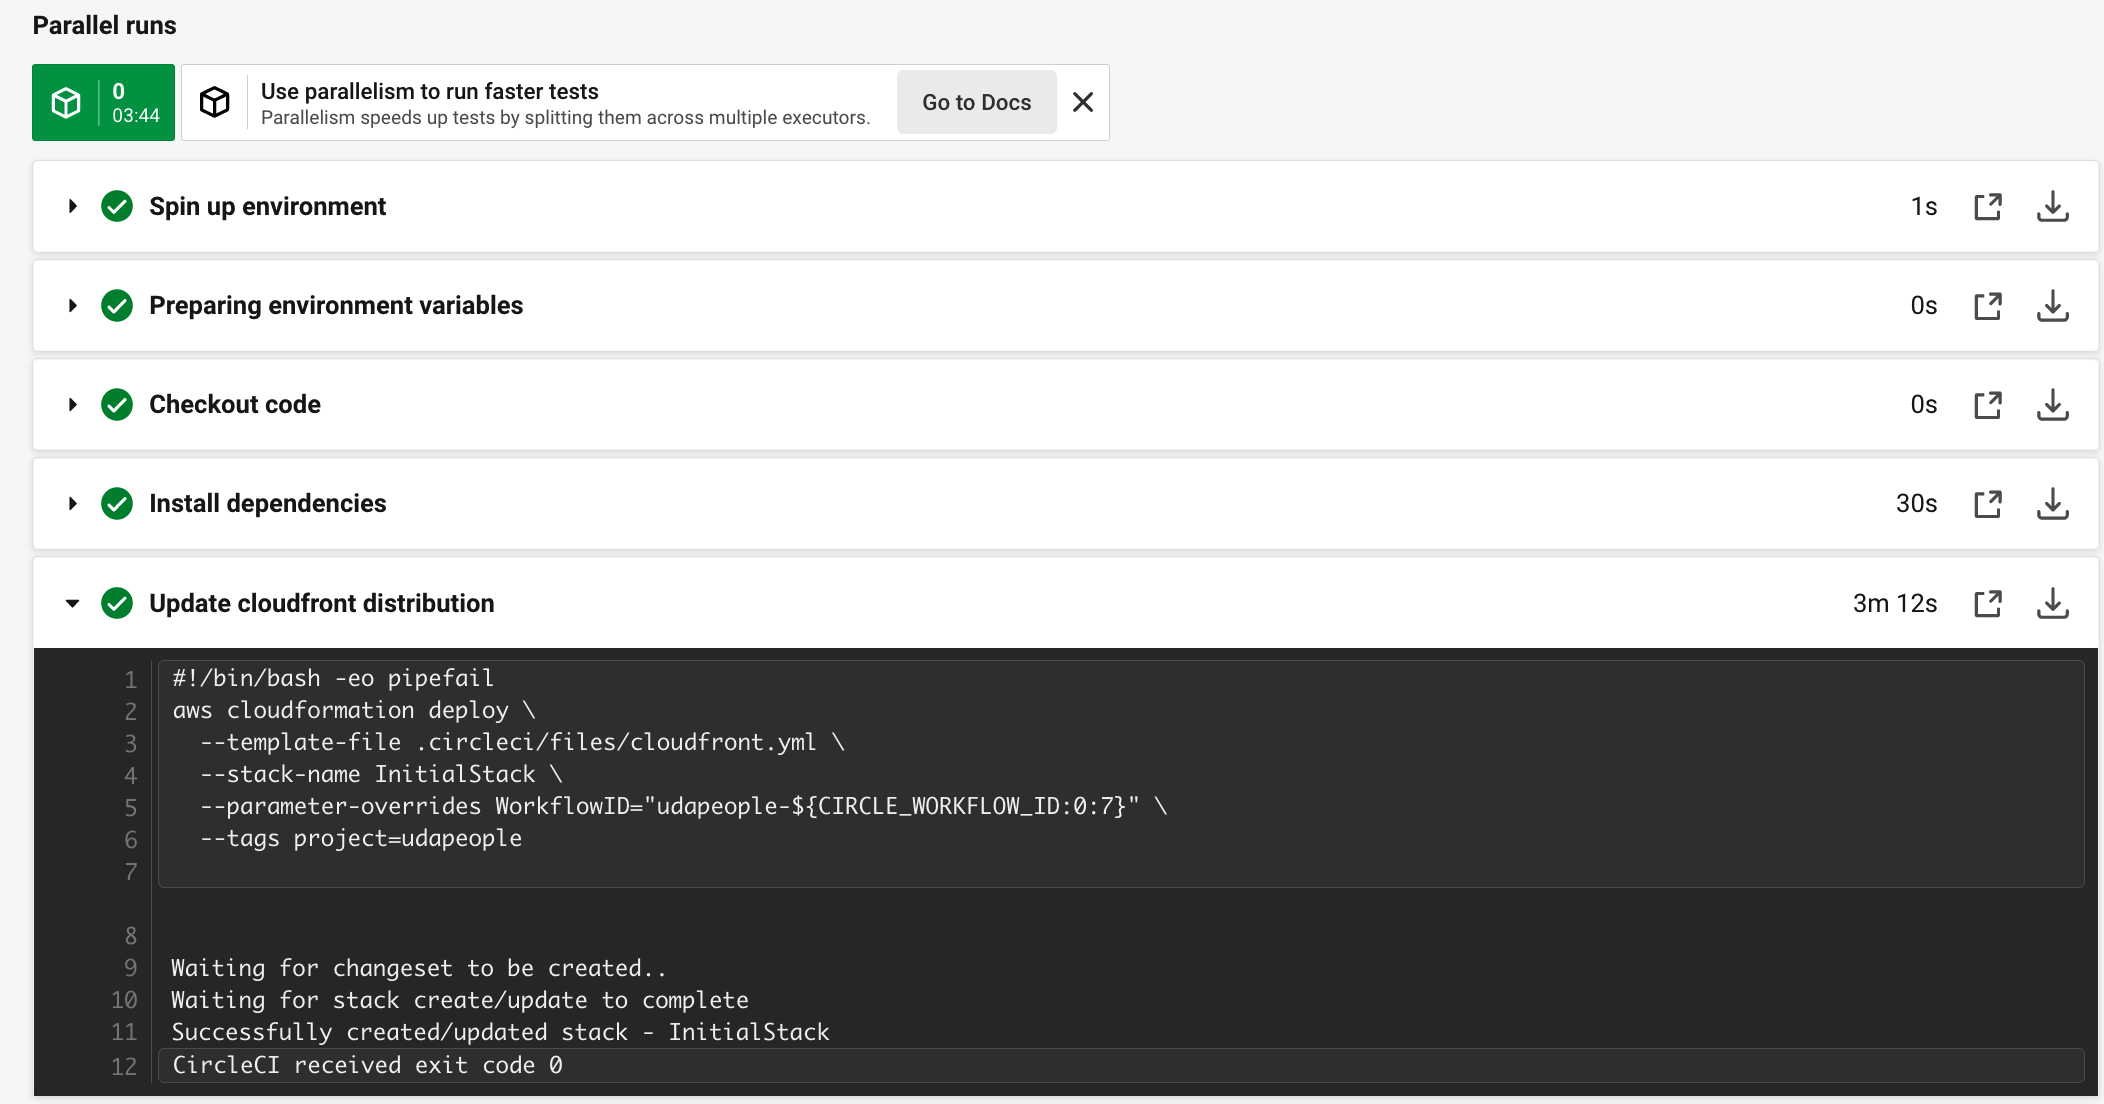 Parallel runs
0
03:44
Use parallelism to run faster tests
Parallelism speeds up tests by splitting them across multiple executors.
Go to Docs
Spin up environment 1s
Preparing environment variables 0s
Checkout code 0s
Install dependencies 30s
Update cloudfront distribution 3m 12s
1 #!/bin/bash -eo pipefail
2 aws cloudformation deploy \
3   --template-file .circleci/files/cloudfront.yml \
4   --stack-name InitialStack \
5   --parameter-overrides WorkflowID="udapeople-${CIRCLE_WORKFLOW_ID:0:7}" \
6   --tags project=udapeople
7
8
9 Waiting for changeset to be created..
10 Waiting for stack create/update to complete
11 Successfully created/updated stack - InitialStack
12 CircleCI received exit code 0